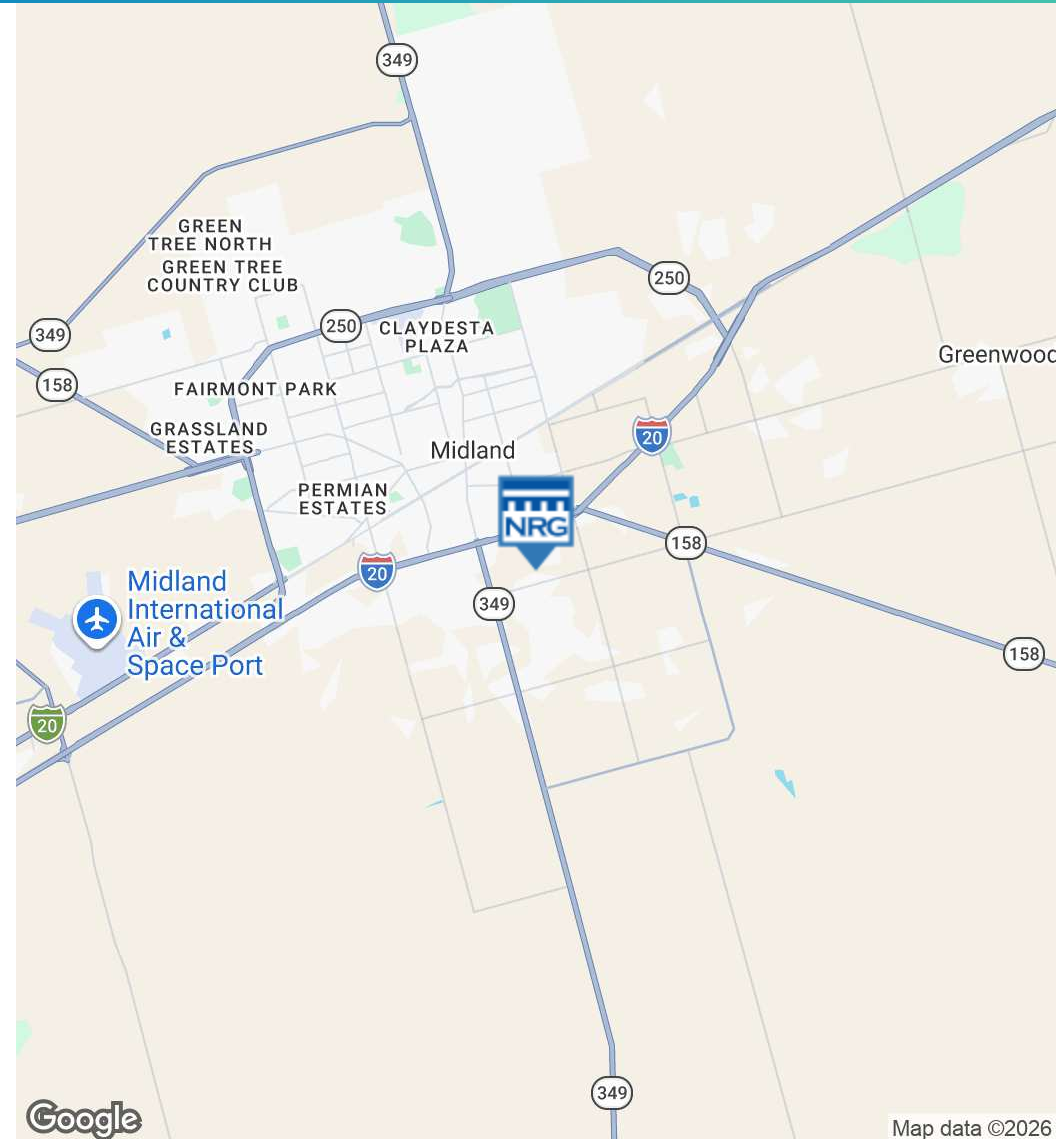 349
GREEN
TREE NORTH
GREEN TREE
COUNTRY CLUB
250
349
250
CLAYDESTA
PLAZA
Greenwood
158
FAIRMONT PARK
GRASSLAND
ESTATES
20
Midland
PERMIAN
ESTATES
NRG
158
20
Midland
International
Air &
Space Port
349
158
20
349
Google
Map data ©2026